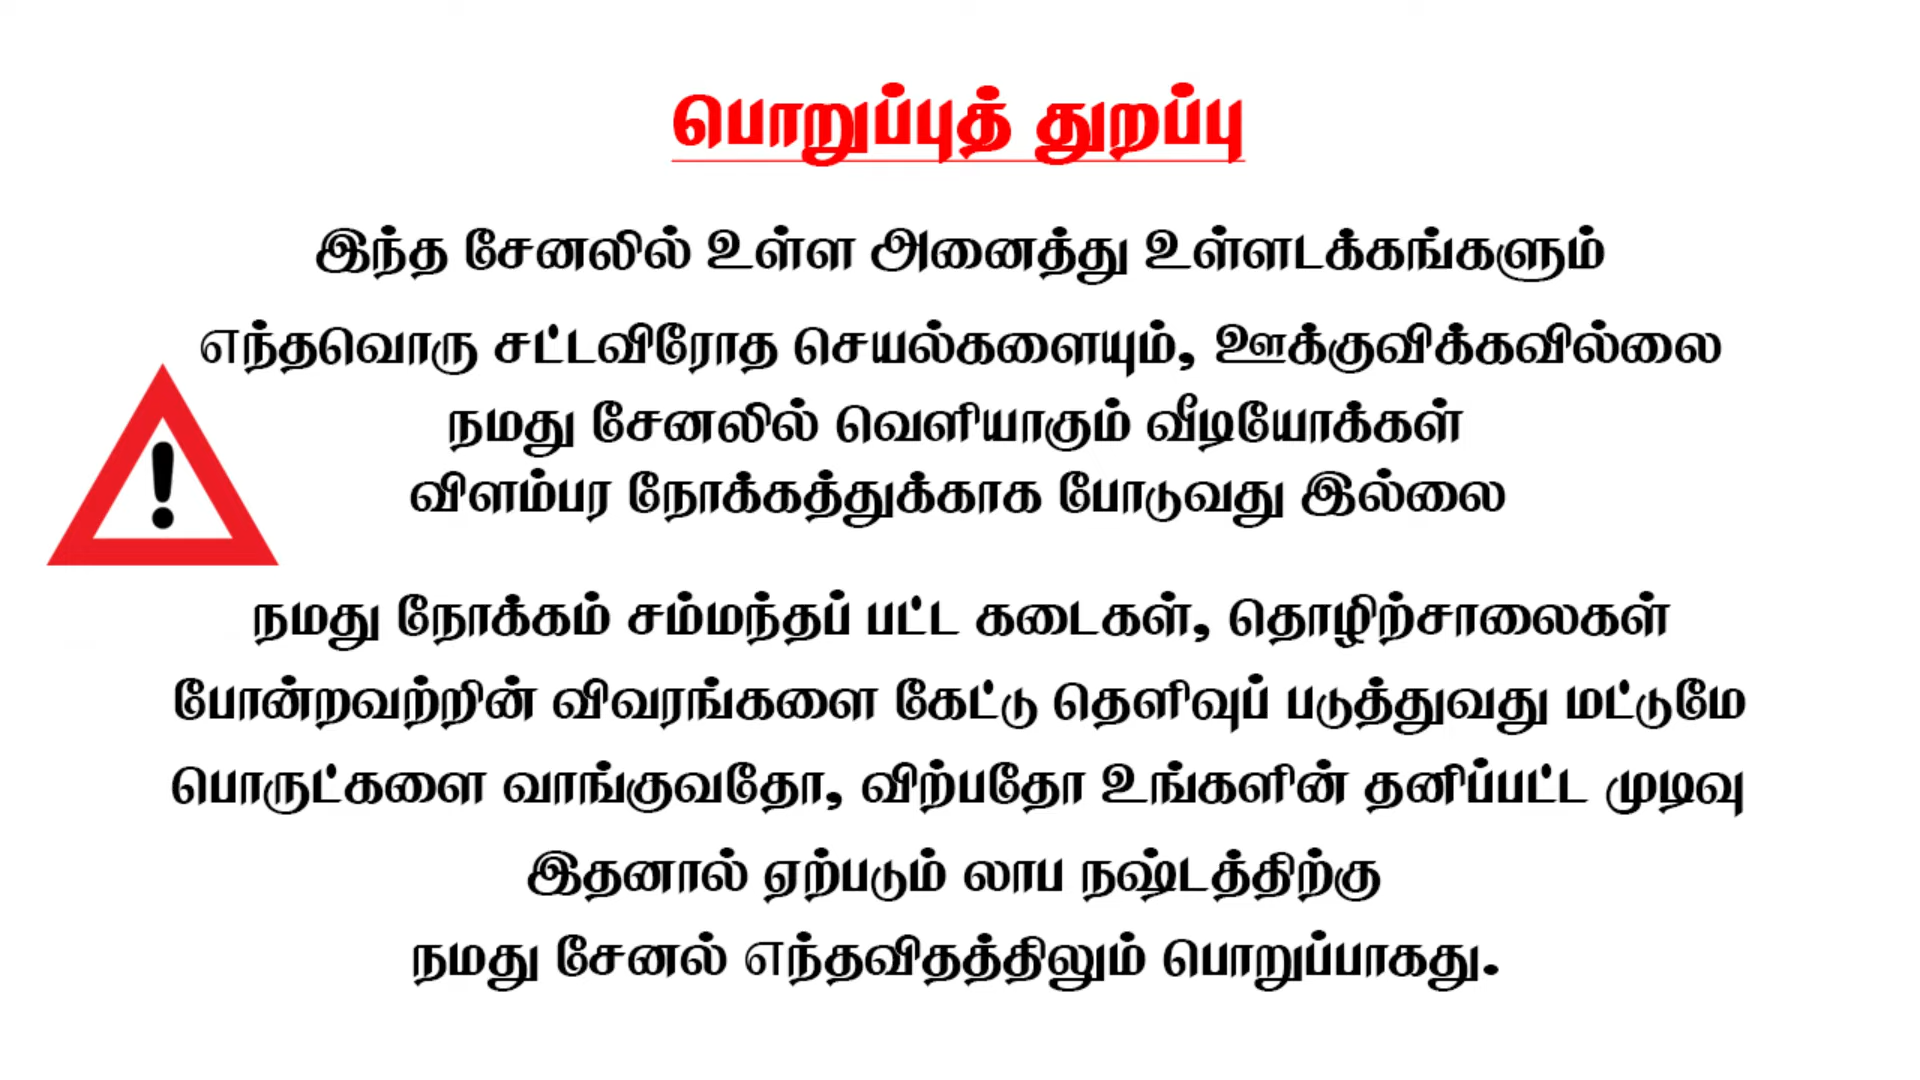 பொறுப்புத் துறப்பு
இந்த சேனலில் உள்ள அனைத்து உள்ளடக்கங்களும்
எந்தவொரு சட்டவிரோத செயல்களையும், ஊக்குவிக்கவில்லை
நமது சேனலில் வெளியாகும் வீடியோக்கள்
விளம்பர நோக்கத்துக்காக போடுவது இல்லை
நமது நோக்கம் சம்மந்தப் பட்ட கடைகள், தொழிற்சாலைகள்
போன்றவற்றின் விவரங்களை கேட்டு தெளிவுப் படுத்துவது மட்டுமே
பொருட்களை வாங்குவதோ, விற்பதோ உங்களின் தனிப்பட்ட முடிவு
இதனால் ஏற்படும் லாப நஷ்டத்திற்கு
நமது சேனல் எந்தவிதத்திலும் பொறுப்பாகது.